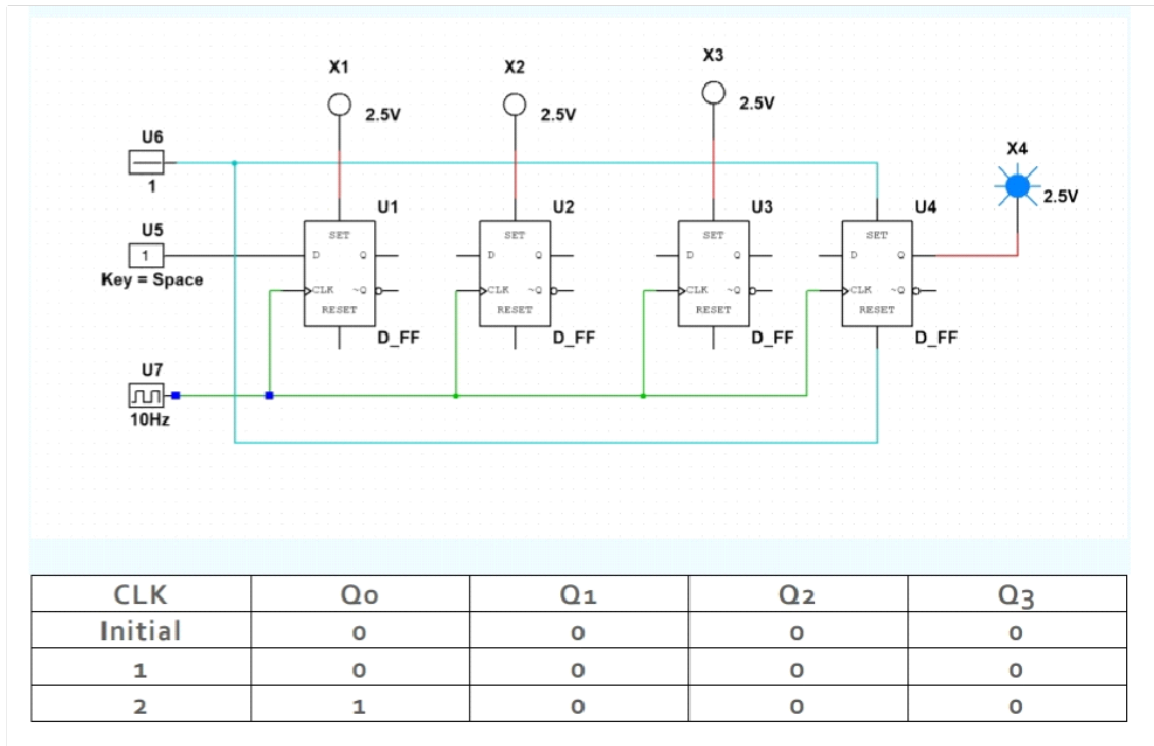 X1
2.5V
X2
2.5V
X3
2.5V
X4
2.5V
U6
1
U5
1
Key = Space
U7
10Hz
U1
SET
D Q
CLK ~Q
RESET
D_FF
U2
SET
D Q
CLK ~Q
RESET
D_FF
U3
SET
D Q
CLK ~Q
RESET
D_FF
U4
SET
D Q
CLK ~Q
RESET
D_FF
CLK Q0 Q1 Q2 Q3
Initial 0 0 0 0
1 0 0 0 0
2 1 0 0 0